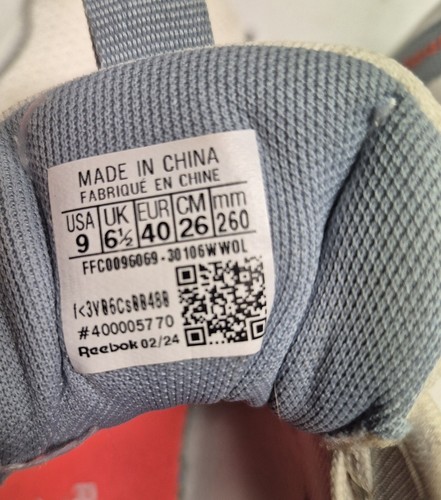 MADE IN CHINA
FABRIQUÉ EN CHINE
USA UK EUR CM mm
9 6½ 40 26 260
FFC0096069-30106WWOL
#400005770
Reebok 02/24